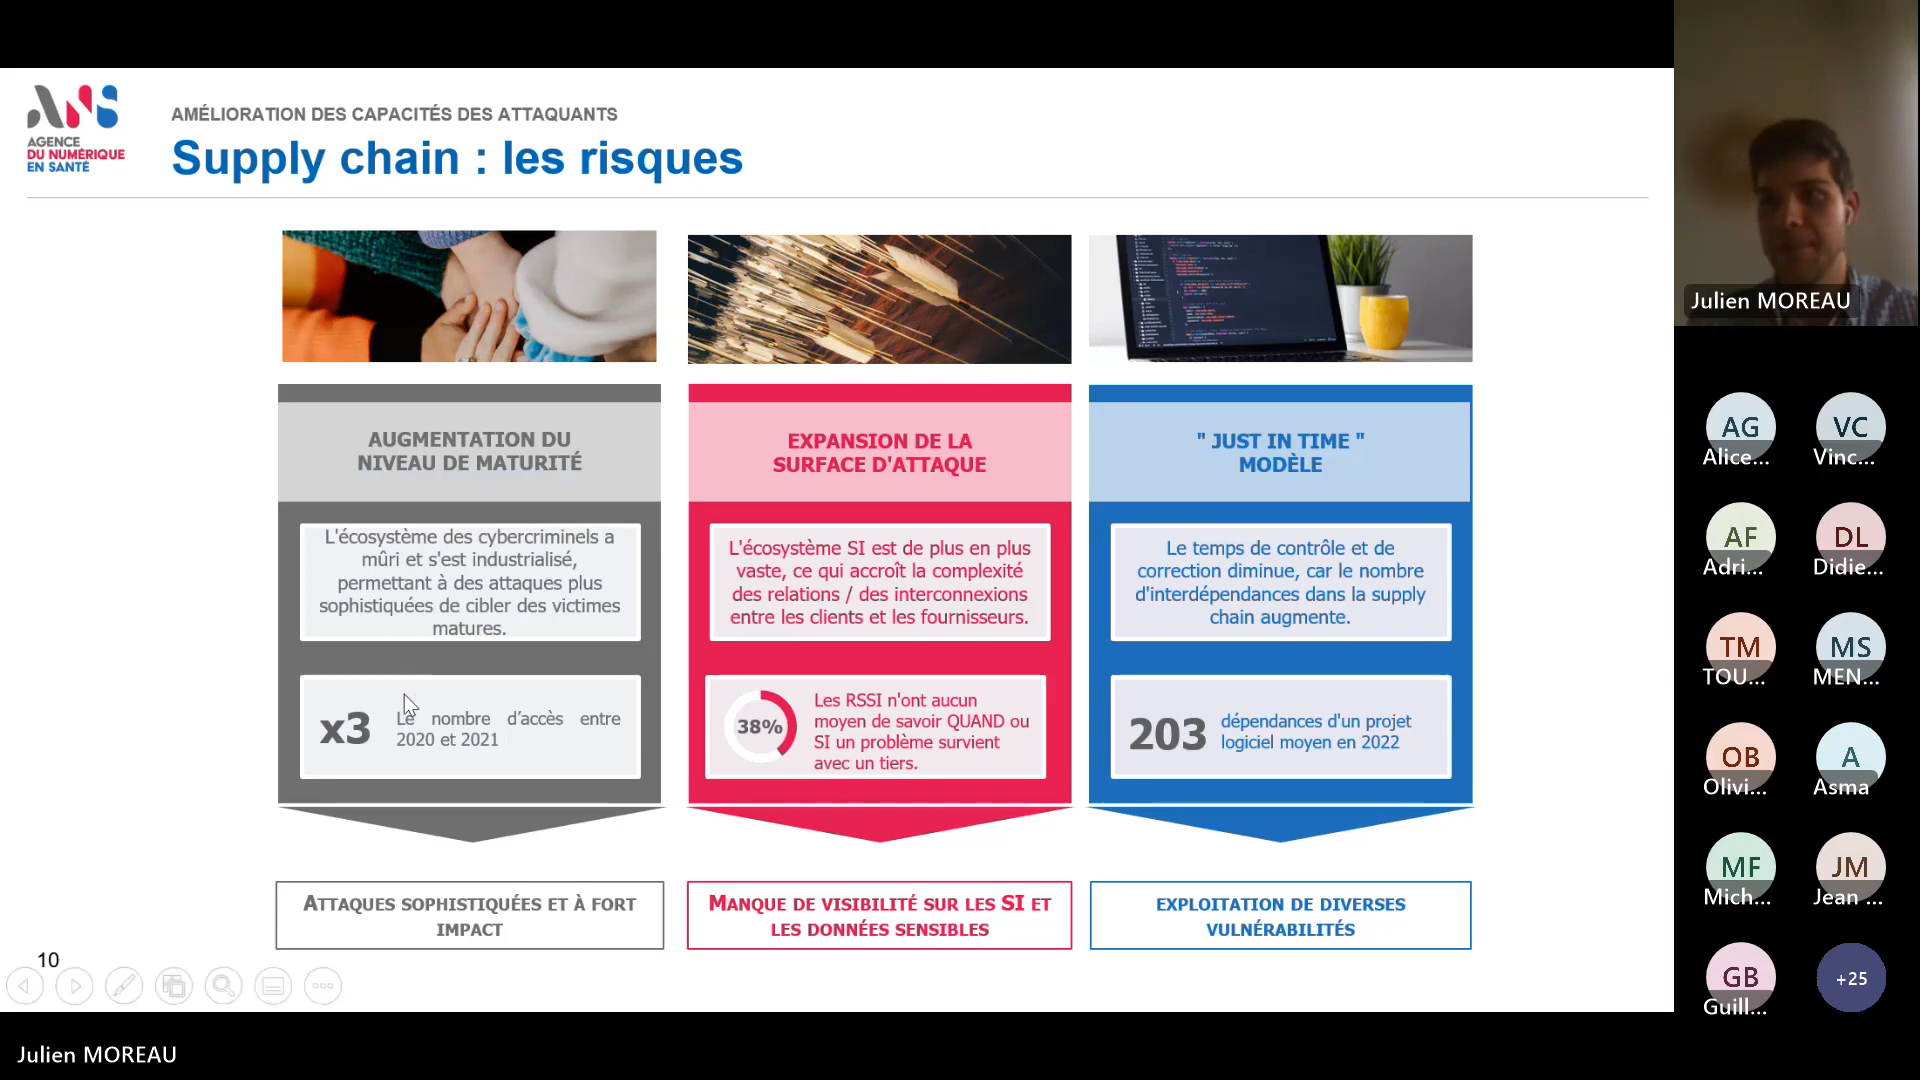 AGENCE
DU NUMÉRIQUE
EN SANTÉ
AMÉLIORATION DES CAPACITÉS DES ATTAQUANTS
Supply chain : les risques
AUGMENTATION DU
NIVEAU DE MATURITÉ
L'écosystème des cybercriminels a
mûri et s'est industrialisé,
permettant à des attaques plus
sophistiquées de cibler des victimes
matures.
x3
Le nombre d’accès entre
2020 et 2021
ATTAQUES SOPHISTIQUÉES ET À FORT
IMPACT
EXPANSION DE LA
SURFACE D'ATTAQUE
L'écosystème SI est de plus en plus
vaste, ce qui accroît la complexité
des relations / des interconnexions
entre les clients et les fournisseurs.
38%
Les RSSI n'ont aucun
moyen de savoir QUAND ou
SI un problème survient
avec un tiers.
MANQUE DE VISIBILITÉ SUR LES SI ET
LES DONNÉES SENSIBLES
" JUST IN TIME "
MODÈLE
Le temps de contrôle et de
correction diminue, car le nombre
d'interdépendances dans la supply
chain augmente.
203
dépendances d'un projet
logiciel moyen en 2022
EXPLOITATION DE DIVERSES
VULNÉRABILITÉS
10
Julien MOREAU
Julien MOREAU
AG
Alice...
VC
Vinc...
AF
Adri...
DL
Didie...
TM
TOU...
MS
MEN...
OB
Olivi...
A
Asma
MF
Mich...
JM
Jean ...
GB
Guill...
+25